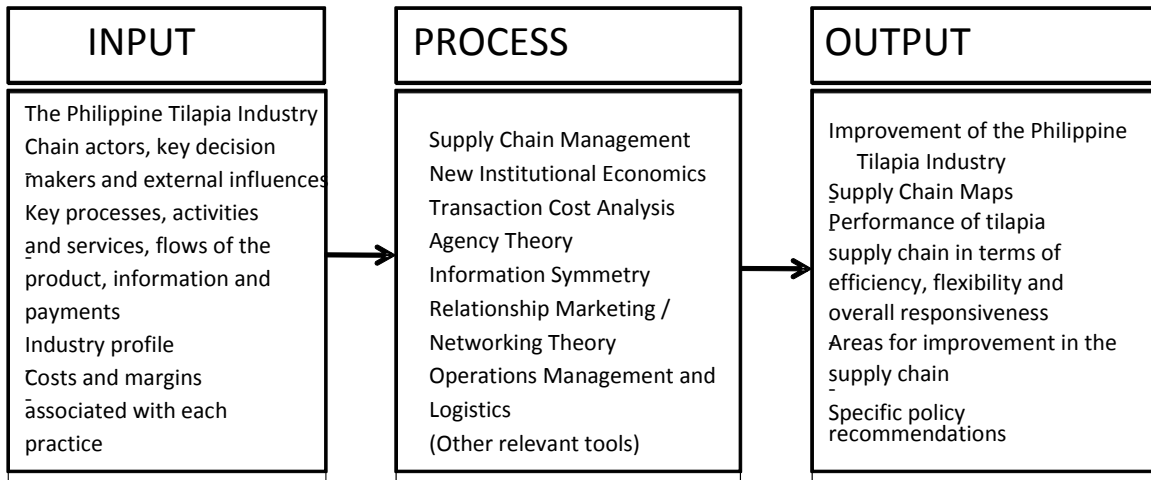 INPUT
The Philippine Tilapia Industry
Chain actors, key decision
makers and external influences
Key processes, activities
and services, flows of the
product, information and
payments
Industry profile
Costs and margins
associated with each
practice
PROCESS
Supply Chain Management
New Institutional Economics
Transaction Cost Analysis
Agency Theory
Information Symmetry
Relationship Marketing /
Networking Theory
Operations Management and
Logistics
(Other relevant tools)
OUTPUT
Improvement of the Philippine
Tilapia Industry
Supply Chain Maps
Performance of tilapia
supply chain in terms of
efficiency, flexibility and
overall responsiveness
Areas for improvement in the
supply chain
Specific policy
recommendations